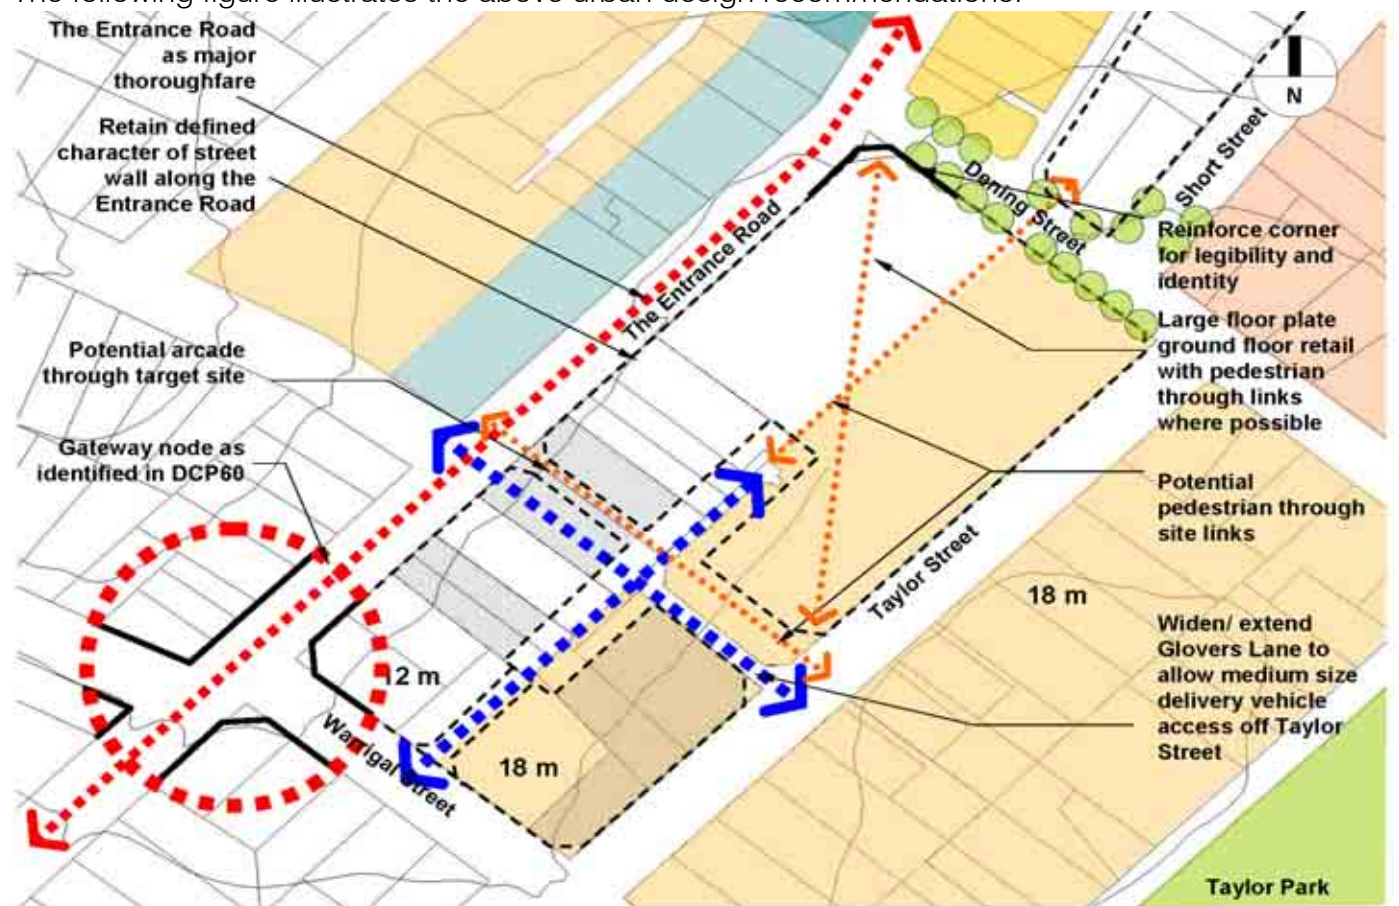 The following figure illustrates the above urban design recommendations.
The Entrance Road
as major
thoroughfare
Retain defined
character of street
wall along the
Entrance Road
Potential arcade
through target site
Gateway node as
identified in DCP60
The Entrance Road
Dening Street
Short Street
N
Reinforce corner
for legibility and
identity
Large floor plate
ground floor retail
with pedestrian
through links
where possible
Potential
pedestrian through
site links
Taylor Street
18 m
Widen/ extend
Glovers Lane to
allow medium size
delivery vehicle
access off Taylor
Street
12 m
Warrigal Street
18 m
Taylor Park